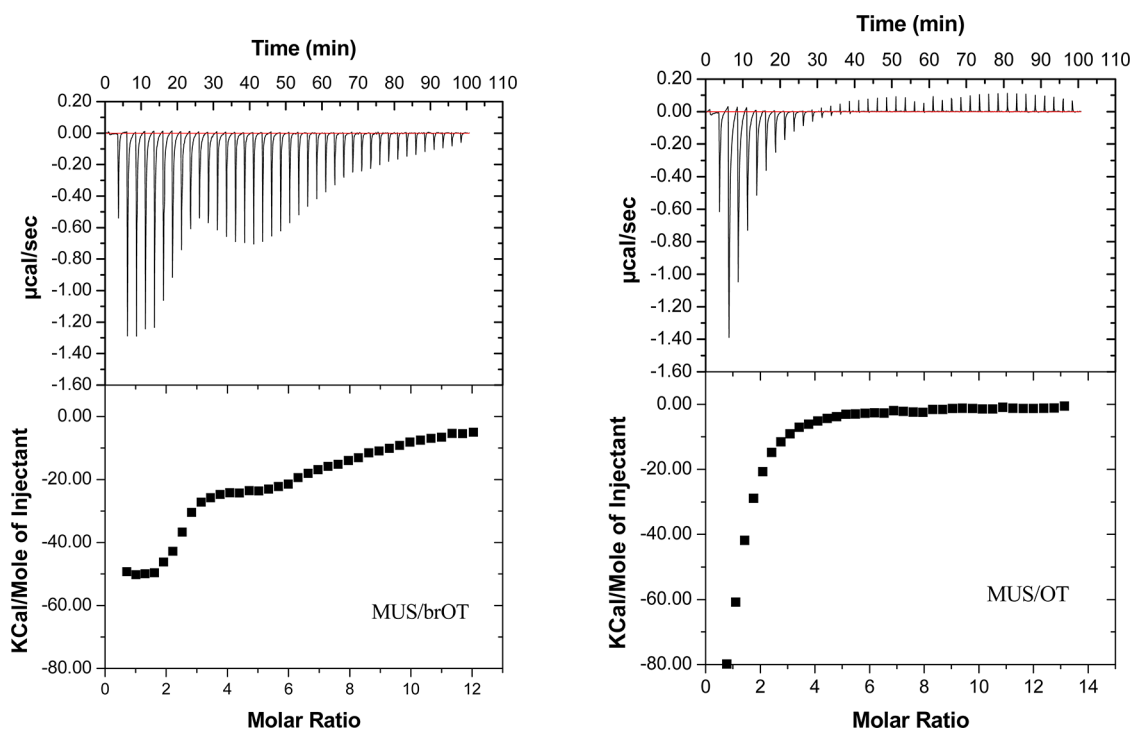 Time (min)
0 10 20 30 40 50 60 70 80 90 100 110
0.20
0.00
-0.20
-0.40
-0.60
-0.80
-1.00
-1.20
-1.40
-1.60
µcal/sec
0.00
-20.00
-40.00
-60.00
-80.00
KCal/Mole of Injectant
MUS/brOT
0 2 4 6 8 10 12
Molar Ratio
Time (min)
0 10 20 30 40 50 60 70 80 90 100 110
0.20
0.00
-0.20
-0.40
-0.60
-0.80
-1.00
-1.20
-1.40
-1.60
µcal/sec
0.00
-20.00
-40.00
-60.00
-80.00
KCal/Mole of Injectant
MUS/OT
0 2 4 6 8 10 12 14
Molar Ratio